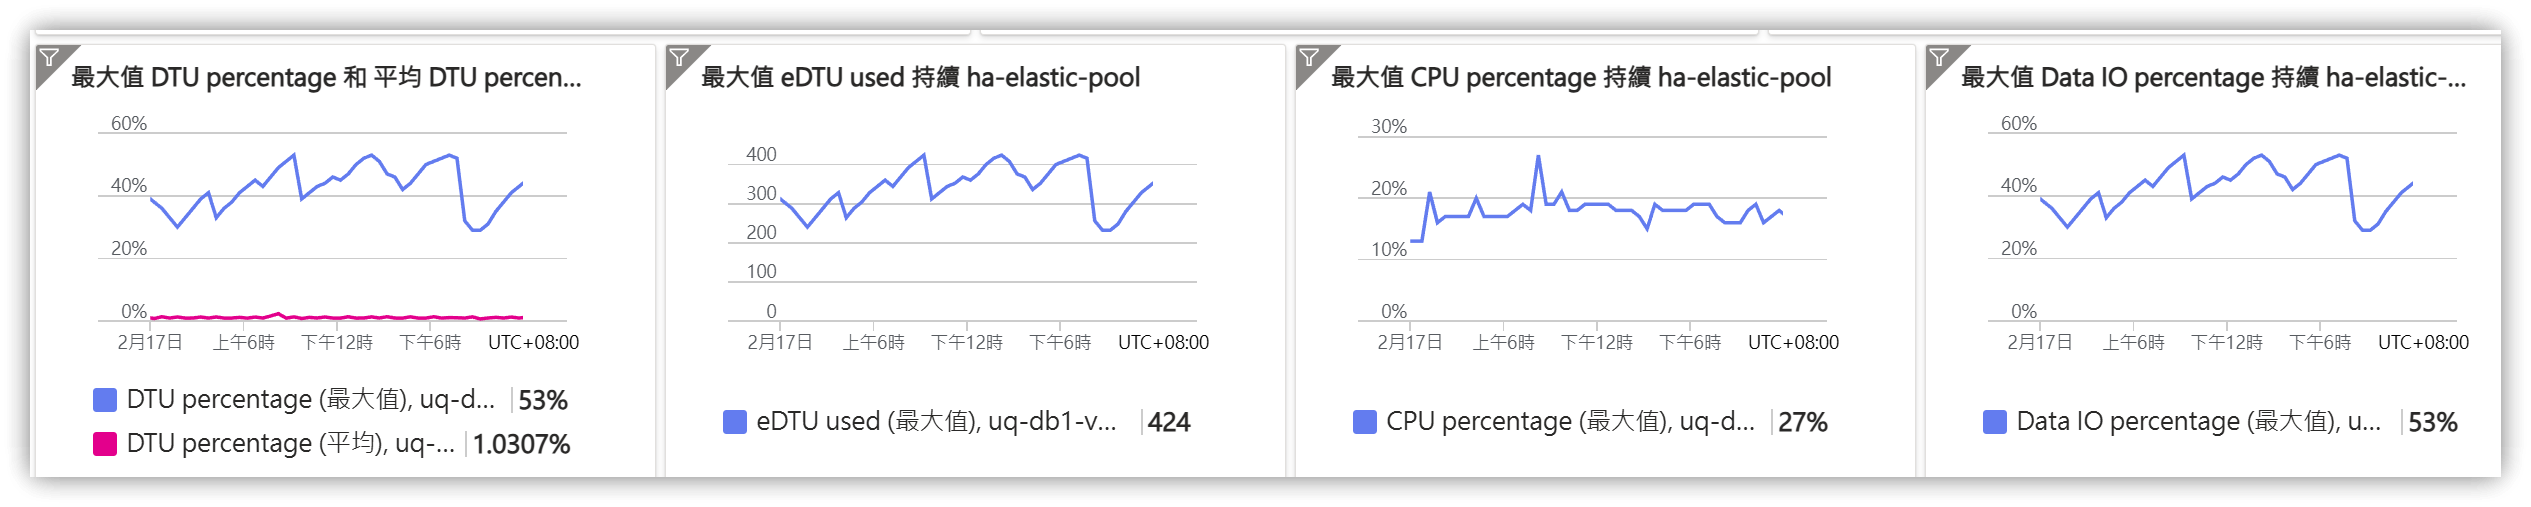 最大值 DTU percentage 和 平均 DTU percen...
60%
40%
20%
0%
2月17日 上午6時 下午12時 下午6時 UTC+08:00
DTU percentage (最大值), uq-d... 53%
DTU percentage (平均), uq-... 1.0307%
最大值 eDTU used 持續 ha-elastic-pool
400
300
200
100
0
2月17日 上午6時 下午12時 下午6時 UTC+08:00
eDTU used (最大值), uq-db1-v... 424
最大值 CPU percentage 持續 ha-elastic-pool
30%
20%
10%
0%
2月17日 上午6時 下午12時 下午6時 UTC+08:00
CPU percentage (最大值), uq-d... 27%
最大值 Data IO percentage 持續 ha-elastic-...
60%
40%
20%
0%
2月17日 上午6時 下午12時 下午6時 UTC+08:00
Data IO percentage (最大值), u... 53%